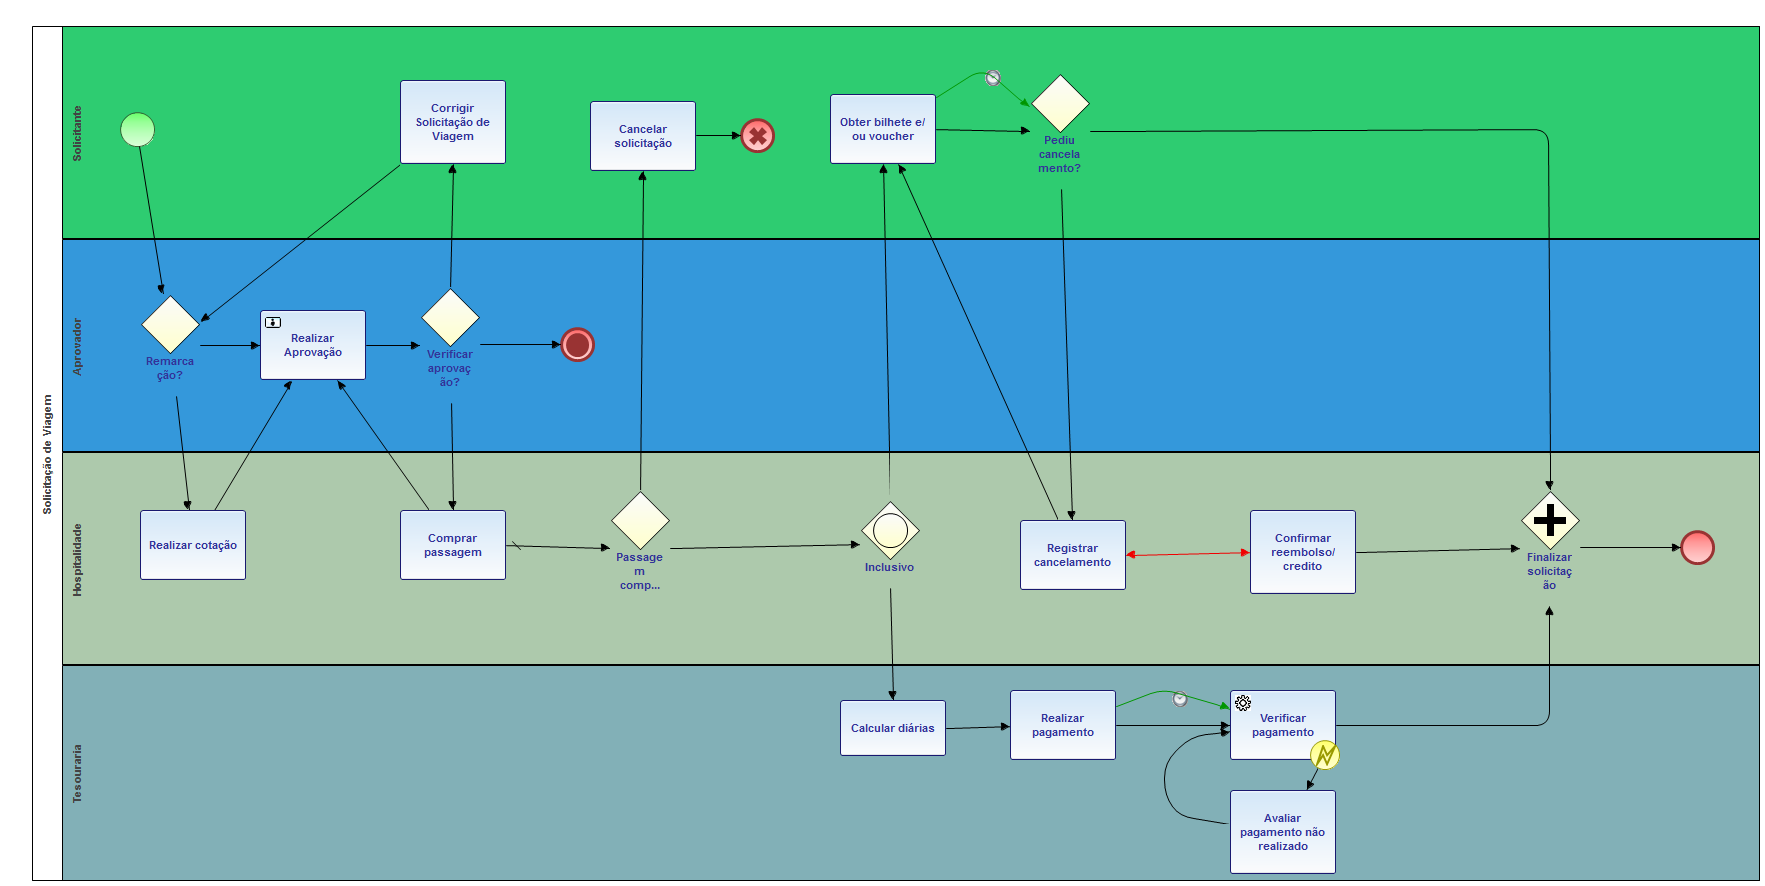 Solicitação de Viagem
Solicitante
Corrigir
Solicitação de
Viagem
Cancelar
solicitação
Obter bilhete e/
ou voucher
Pediu
cancela
mento?
Aprovador
Remarca
ção?
Realizar
Aprovação
Verificar
aprovaç
ão?
Hospitalidade
Realizar cotação
Comprar
passagem
Passage
m
comp...
Inclusivo
Registrar
cancelamento
Confirmar
reembolso/
credito
Finalizar
solicitaç
ão
Tesouraria
Calcular diárias
Realizar
pagamento
Verificar
pagamento
Avaliar
pagamento não
realizado